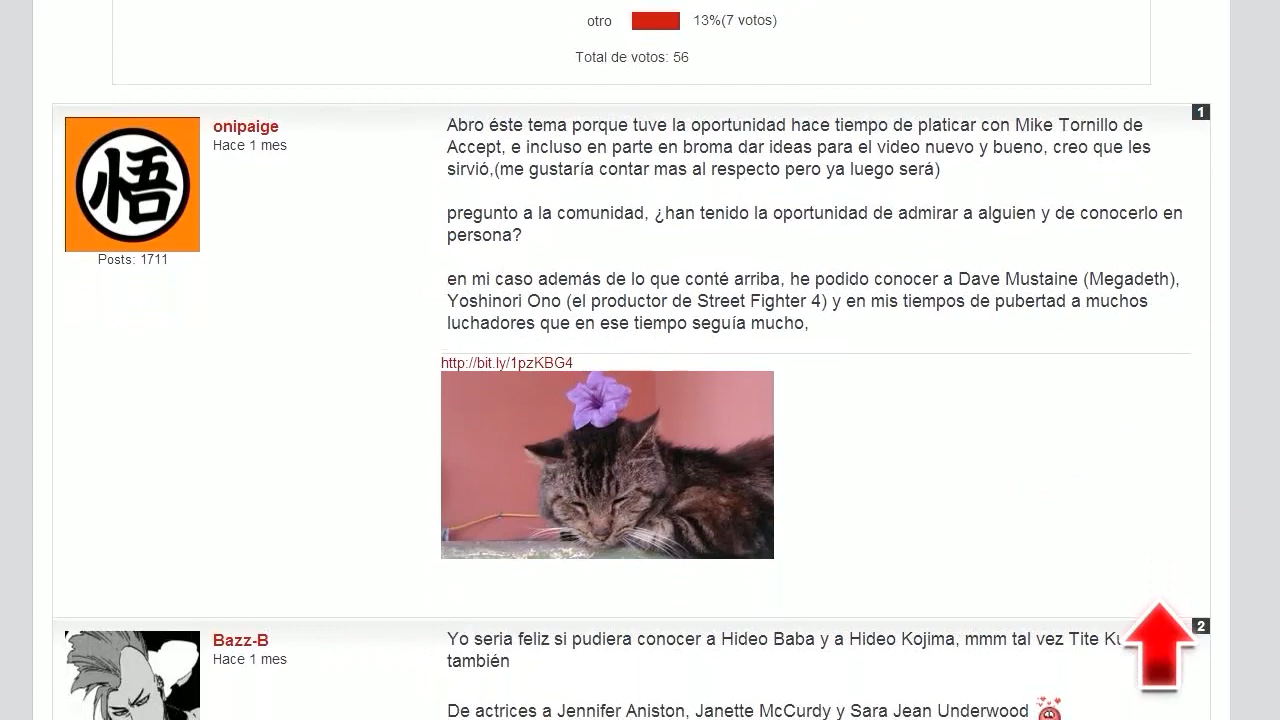 otro 13%(7 votos)
Total de votos: 56
1
onipaige
Hace 1 mes
悟
Posts: 1711
Abro éste tema porque tuve la oportunidad hace tiempo de platicar con Mike Tornillo de
Accept, e incluso en parte en broma dar ideas para el video nuevo y bueno, creo que les
sirvió,(me gustaría contar mas al respecto pero ya luego será)
pregunto a la comunidad, ¿han tenido la oportunidad de admirar a alguien y de conocerlo en
persona?
en mi caso además de lo que conté arriba, he podido conocer a Dave Mustaine (Megadeth),
Yoshinori Ono (el productor de Street Fighter 4) y en mis tiempos de pubertad a muchos
luchadores que en ese tiempo seguía mucho,
http://bit.ly/1pzKBG4
2
Bazz-B
Hace 1 mes
Yo seria feliz si pudiera conocer a Hideo Baba y a Hideo Kojima, mmm tal vez Tite
también
De actrices a Jennifer Aniston, Janette McCurdy y Sara Jean Underwood